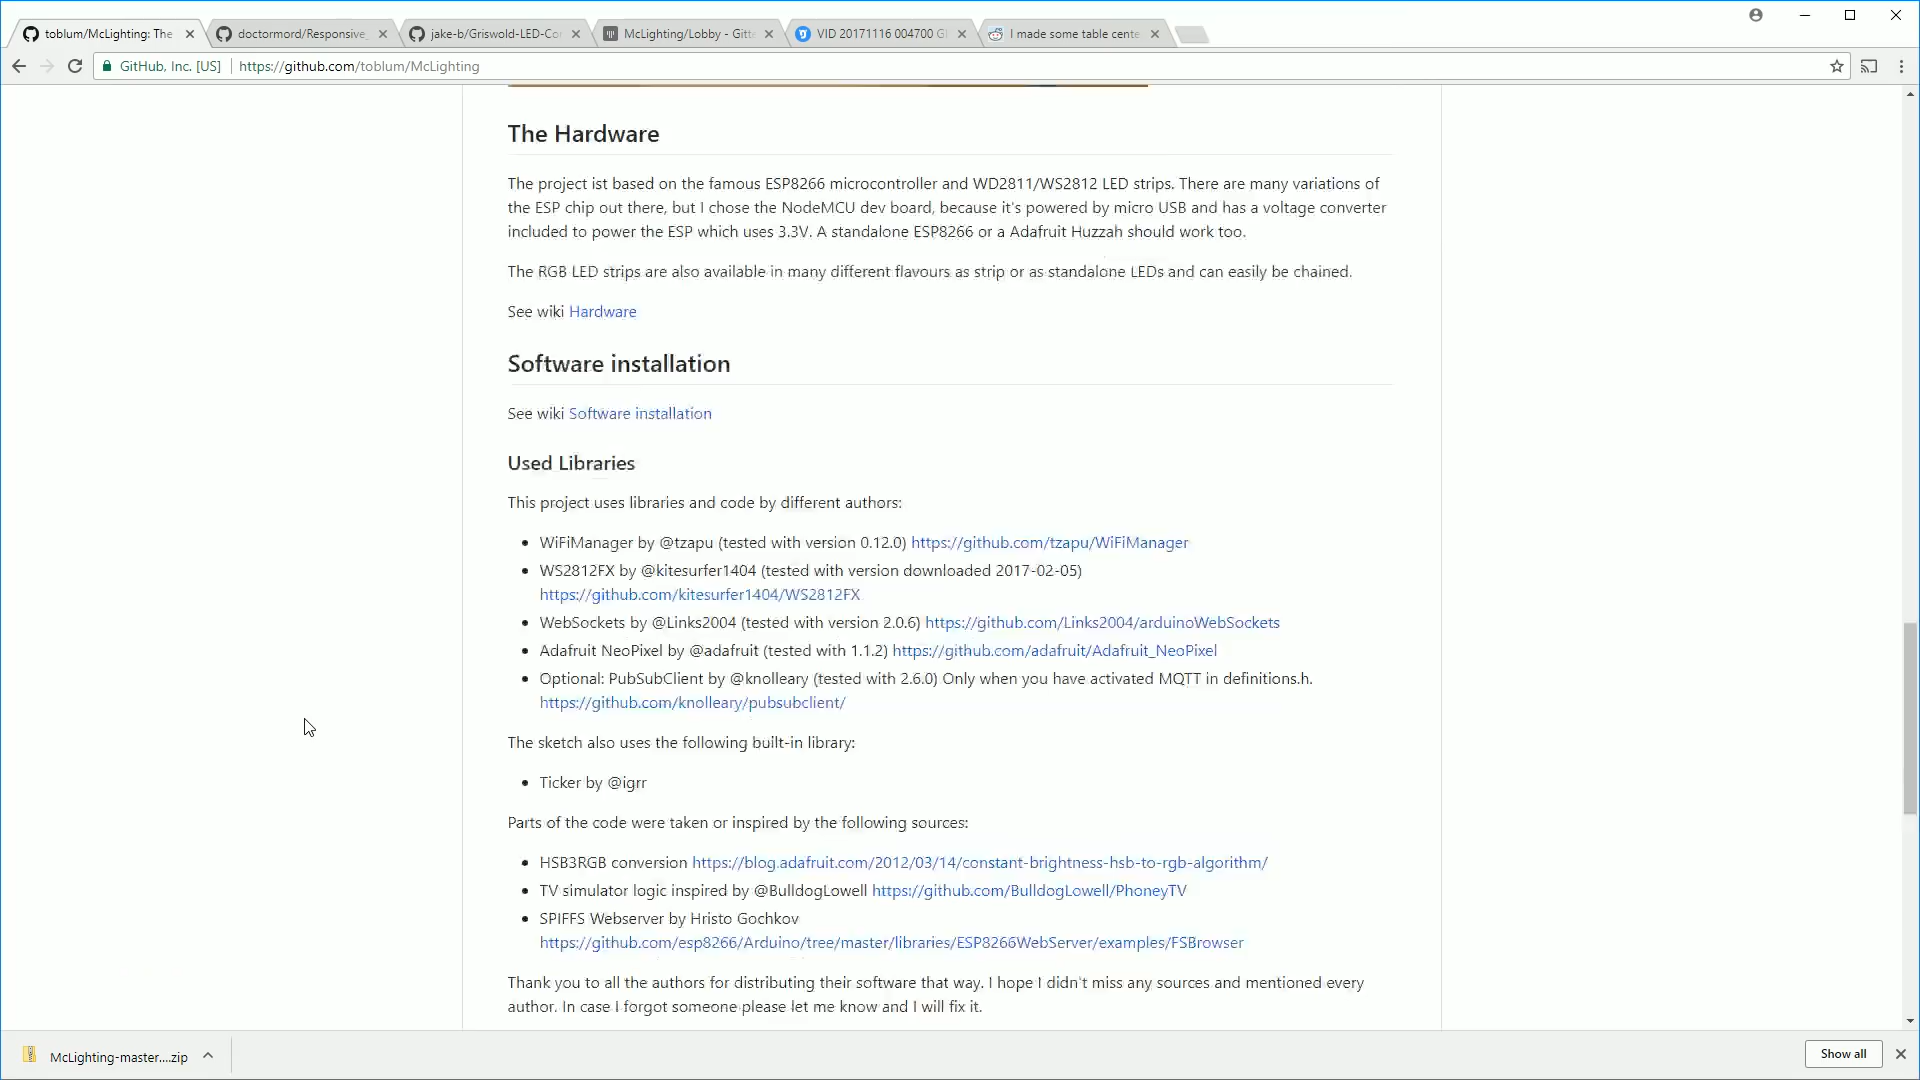 toblum/McLighting: The
doctormord/Responsive_
jake-b/Griswold-LED-Co
McLighting/Lobby - Gitt
VID 20171116 004700 G
I made some table cente
GitHub, Inc. [US]
https://github.com/toblum/McLighting
The Hardware
The project ist based on the famous ESP8266 microcontroller and WD2811/WS2812 LED strips. There are many variations of
the ESP chip out there, but I chose the NodeMCU dev board, because it's powered by micro USB and has a voltage converter
included to power the ESP which uses 3.3V. A standalone ESP8266 or a Adafruit Huzzah should work too.
The RGB LED strips are also available in many different flavours as strip or as standalone LEDs and can easily be chained.
See wiki Hardware
Software installation
See wiki Software installation
Used Libraries
This project uses libraries and code by different authors:
WiFiManager by @tzapu (tested with version 0.12.0) https://github.com/tzapu/WiFiManager
WS2812FX by @kitesurfer1404 (tested with version downloaded 2017-02-05)
https://github.com/kitesurfer1404/WS2812FX
WebSockets by @Links2004 (tested with version 2.0.6) https://github.com/Links2004/arduinoWebSockets
Adafruit NeoPixel by @adafruit (tested with 1.1.2) https://github.com/adafruit/Adafruit_NeoPixel
Optional: PubSubClient by @knolleary (tested with 2.6.0) Only when you have activated MQTT in definitions.h.
https://github.com/knolleary/pubsubclient/
The sketch also uses the following built-in library:
Ticker by @igrr
Parts of the code were taken or inspired by the following sources:
HSB3RGB conversion https://blog.adafruit.com/2012/03/14/constant-brightness-hsb-to-rgb-algorithm/
TV simulator logic inspired by @BulldogLowell https://github.com/BulldogLowell/PhoneyTV
SPIFFS Webserver by Hristo Gochkov
https://github.com/esp8266/Arduino/tree/master/libraries/ESP8266WebServer/examples/FSBrowser
Thank you to all the authors for distributing their software that way. I hope I didn't miss any sources and mentioned every
author. In case I forgot someone please let me know and I will fix it.
McLighting-master....zip
Show all